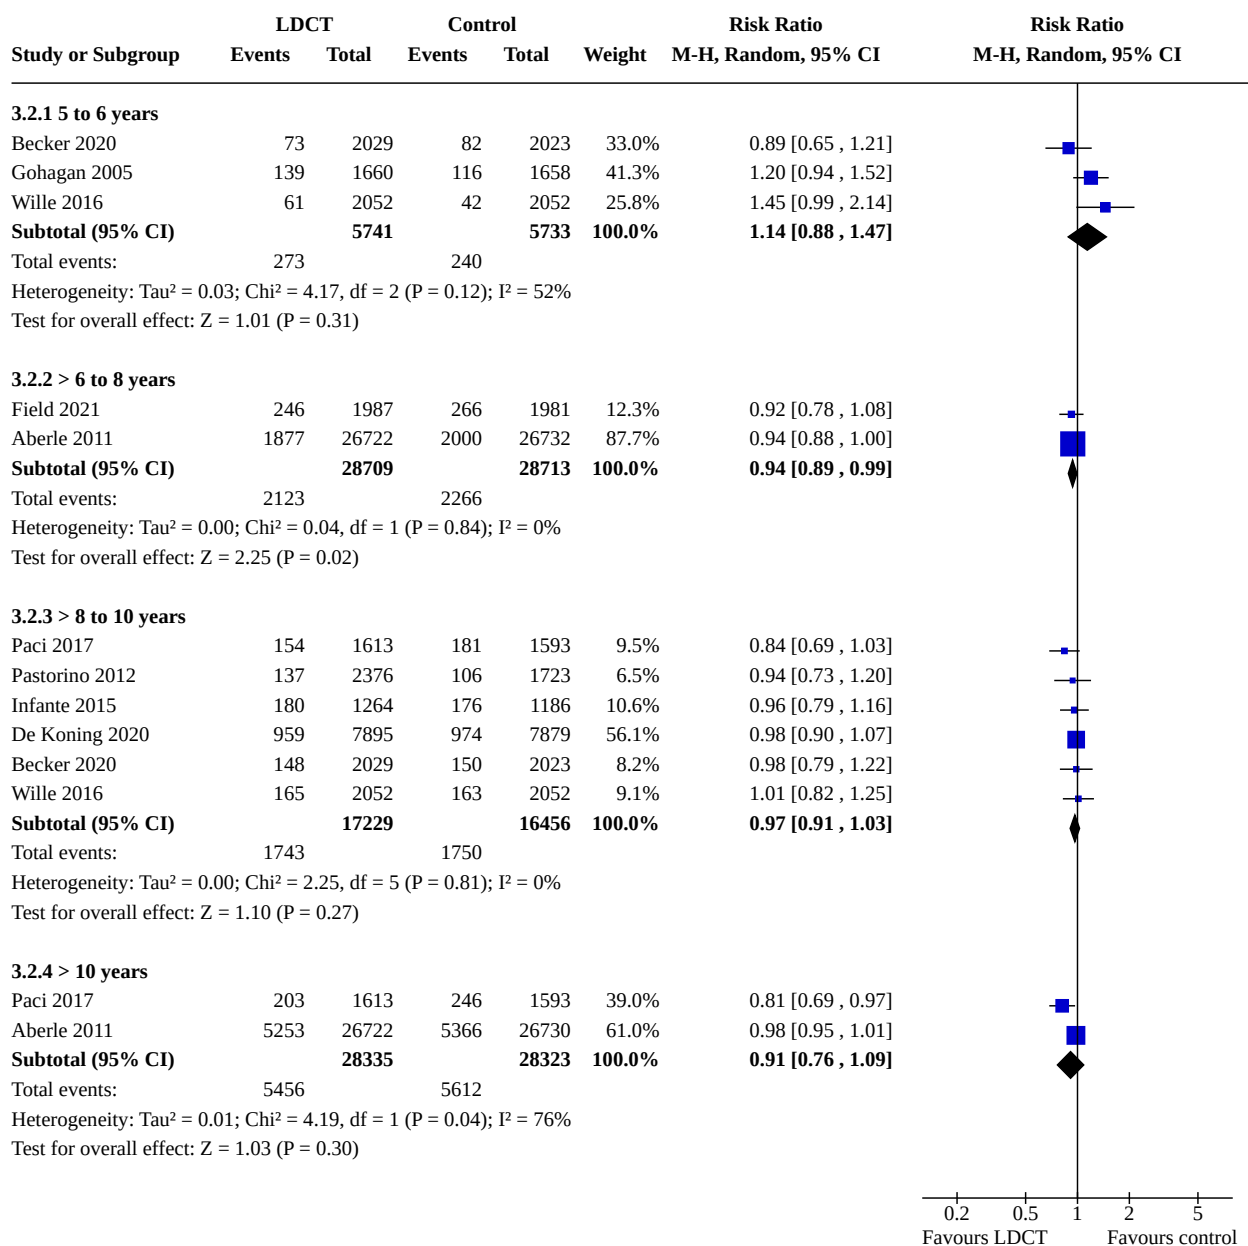 LDCT Control Risk Ratio Risk Ratio
Study or Subgroup Events Total Events Total Weight M-H, Random, 95% CI M-H, Random, 95% CI
3.2.1 5 to 6 years
Becker 2020 73 2029 82 2023 33.0% 0.89 [0.65 , 1.21]
Gohagan 2005 139 1660 116 1658 41.3% 1.20 [0.94 , 1.52]
Wille 2016 61 2052 42 2052 25.8% 1.45 [0.99 , 2.14]
Subtotal (95% CI) 5741 5733 100.0% 1.14 [0.88 , 1.47]
Total events: 273 240
Heterogeneity: Tau² = 0.03; Chi² = 4.17, df = 2 (P = 0.12); I² = 52%
Test for overall effect: Z = 1.01 (P = 0.31)
3.2.2 > 6 to 8 years
Field 2021 246 1987 266 1981 12.3% 0.92 [0.78 , 1.08]
Aberle 2011 1877 26722 2000 26732 87.7% 0.94 [0.88 , 1.00]
Subtotal (95% CI) 28709 28713 100.0% 0.94 [0.89 , 0.99]
Total events: 2123 2266
Heterogeneity: Tau² = 0.00; Chi² = 0.04, df = 1 (P = 0.84); I² = 0%
Test for overall effect: Z = 2.25 (P = 0.02)
3.2.3 > 8 to 10 years
Paci 2017 154 1613 181 1593 9.5% 0.84 [0.69 , 1.03]
Pastorino 2012 137 2376 106 1723 6.5% 0.94 [0.73 , 1.20]
Infante 2015 180 1264 176 1186 10.6% 0.96 [0.79 , 1.16]
De Koning 2020 959 7895 974 7879 56.1% 0.98 [0.90 , 1.07]
Becker 2020 148 2029 150 2023 8.2% 0.98 [0.79 , 1.22]
Wille 2016 165 2052 163 2052 9.1% 1.01 [0.82 , 1.25]
Subtotal (95% CI) 17229 16456 100.0% 0.97 [0.91 , 1.03]
Total events: 1743 1750
Heterogeneity: Tau² = 0.00; Chi² = 2.25, df = 5 (P = 0.81); I² = 0%
Test for overall effect: Z = 1.10 (P = 0.27)
3.2.4 > 10 years
Paci 2017 203 1613 246 1593 39.0% 0.81 [0.69 , 0.97]
Aberle 2011 5253 26722 5366 26730 61.0% 0.98 [0.95 , 1.01]
Subtotal (95% CI) 28335 28323 100.0% 0.91 [0.76 , 1.09]
Total events: 5456 5612
Heterogeneity: Tau² = 0.01; Chi² = 4.19, df = 1 (P = 0.04); I² = 76%
Test for overall effect: Z = 1.03 (P = 0.30)
0.2 0.5 1 2 5
Favours LDCT Favours control